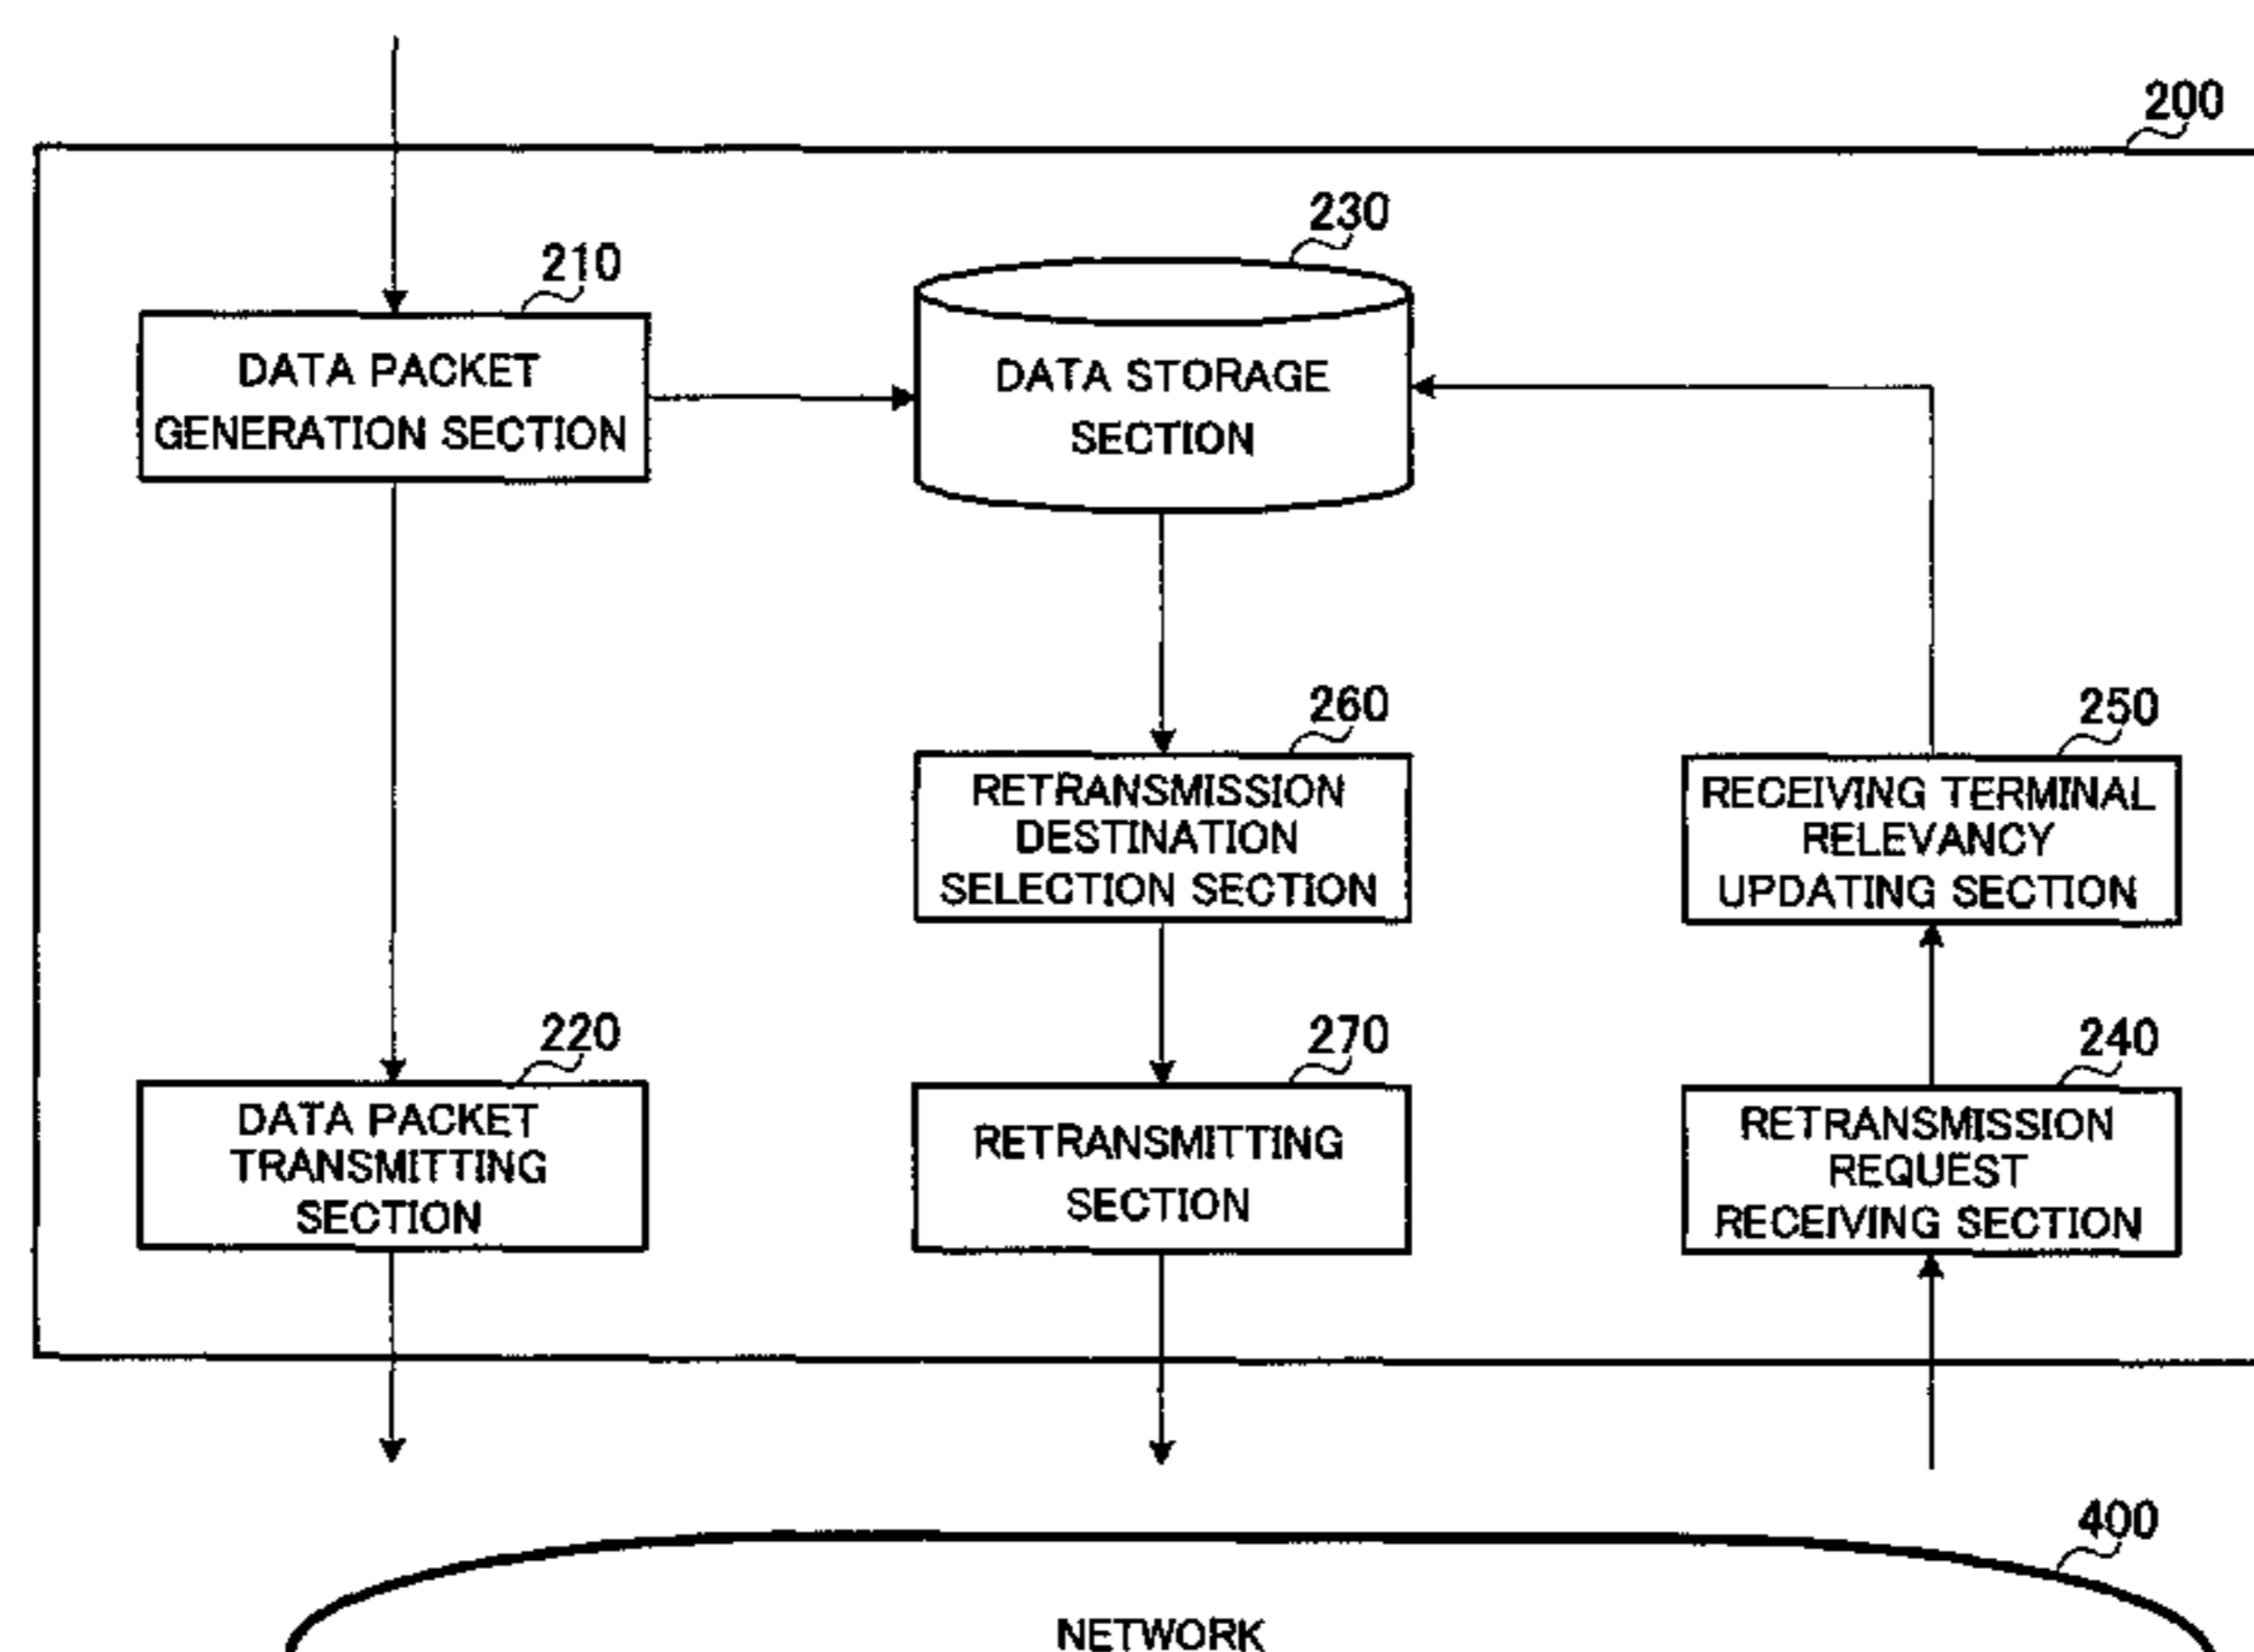 200
230
210
DATA PACKET
GENERATION SECTION
DATA STORAGE
SECTION
260
250
RETRANSMISSION
DESTINATION
SELECTION SECTION
RECEIVING TERMINAL
RELEVANCY
UPDATING SECTION
220
270
240
DATA PACKET
TRANSMITTING
SECTION
RETRANSMITTING
SECTION
RETRANSMISSION
REQUEST
RECEIVING SECTION
400
NETWORK